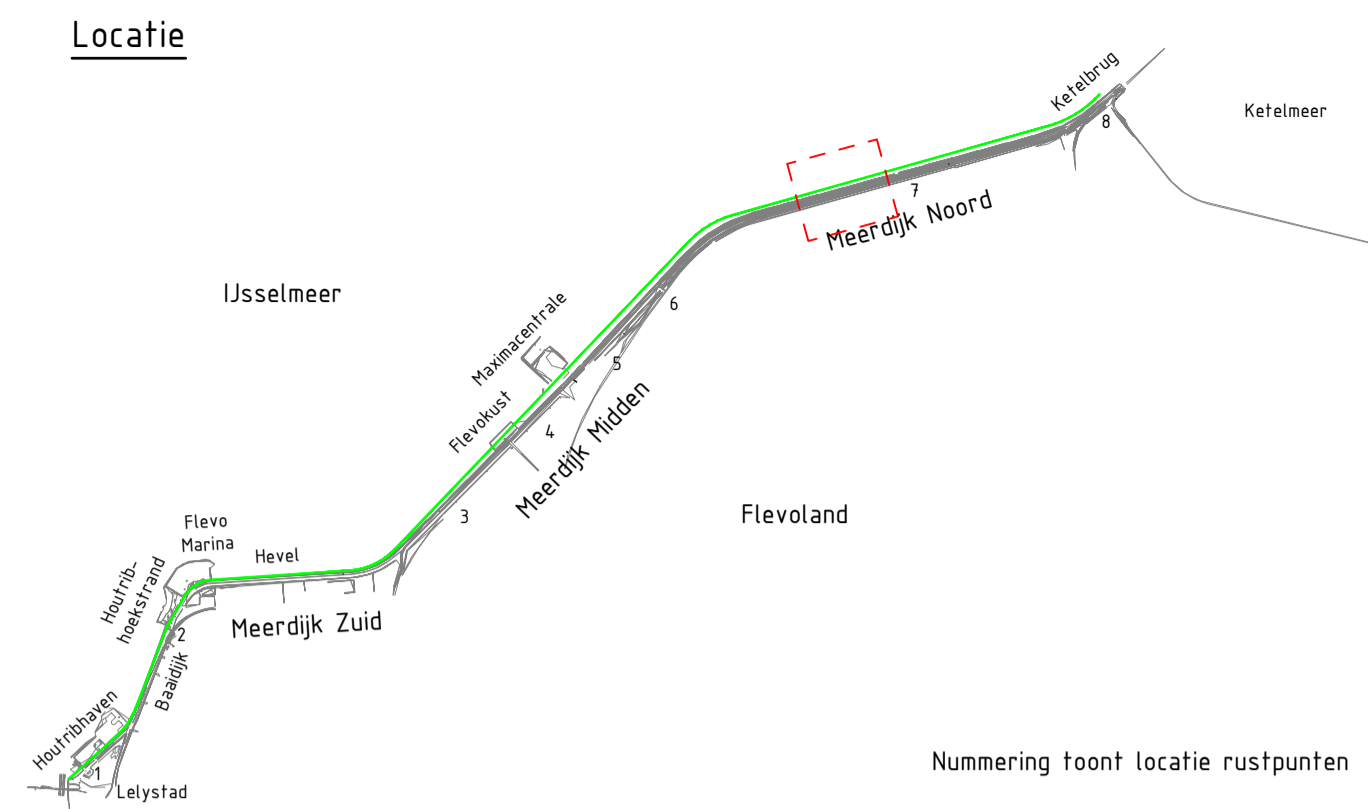 Locatie
Ketelbrug
Ketelmeer
8
7
Meerdijk Noord
IJsselmeer
6
Maximacentrale
5
Flevokust
4
Meerdijk Midden
3
Flevoland
Flevo
Marina
Hevel
Houtrib-
hoekstrand
2
Meerdijk Zuid
Baaidijk
Houtribhaven
1
Lelystad
Nummering toont locatie rustpunten